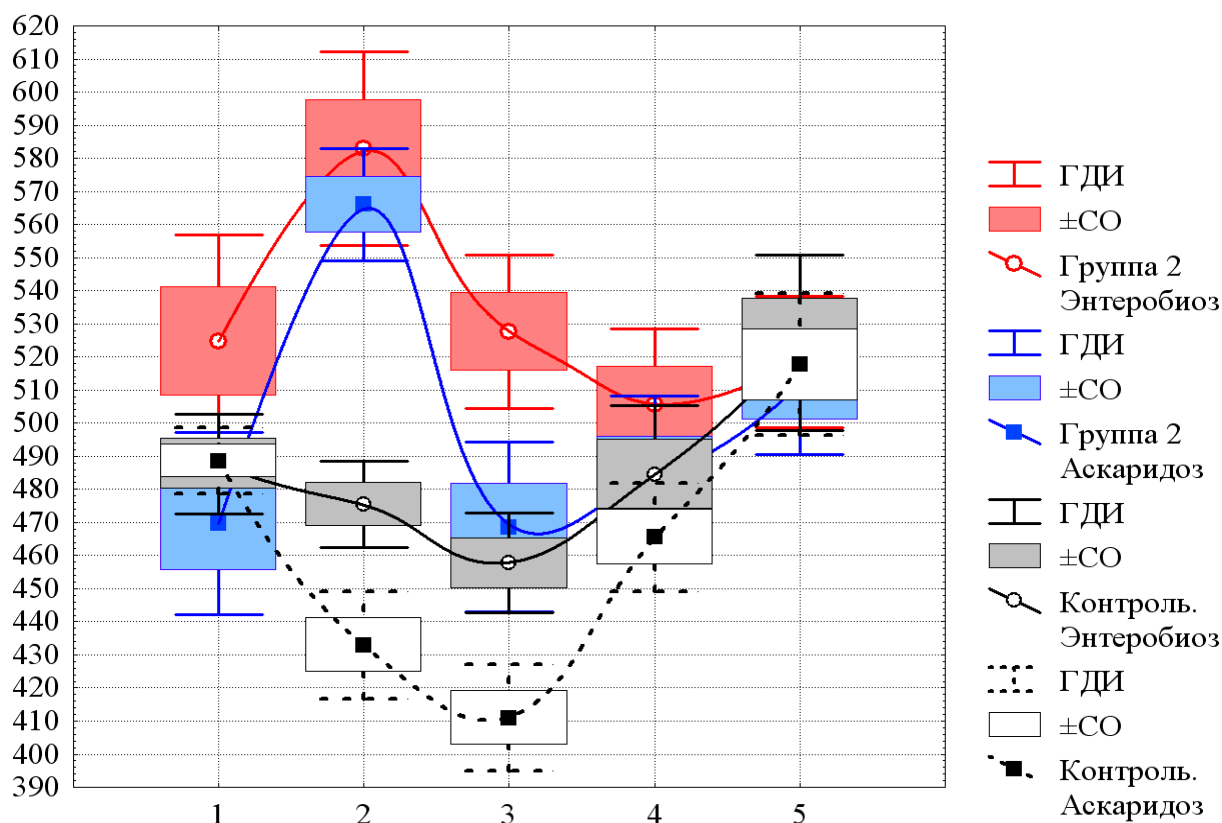 620
610
600
590
580
570
560
550
540
530
520
510
500
490
480
470
460
450
440
430
420
410
400
390
1 2 3 4 5
ГДИ
±СО
Группа 2
Энтеробиоз
ГДИ
±СО
Группа 2
Аскаридоз
ГДИ
±СО
Контроль.
Энтеробиоз
ГДИ
±СО
Контроль.
Аскаридоз